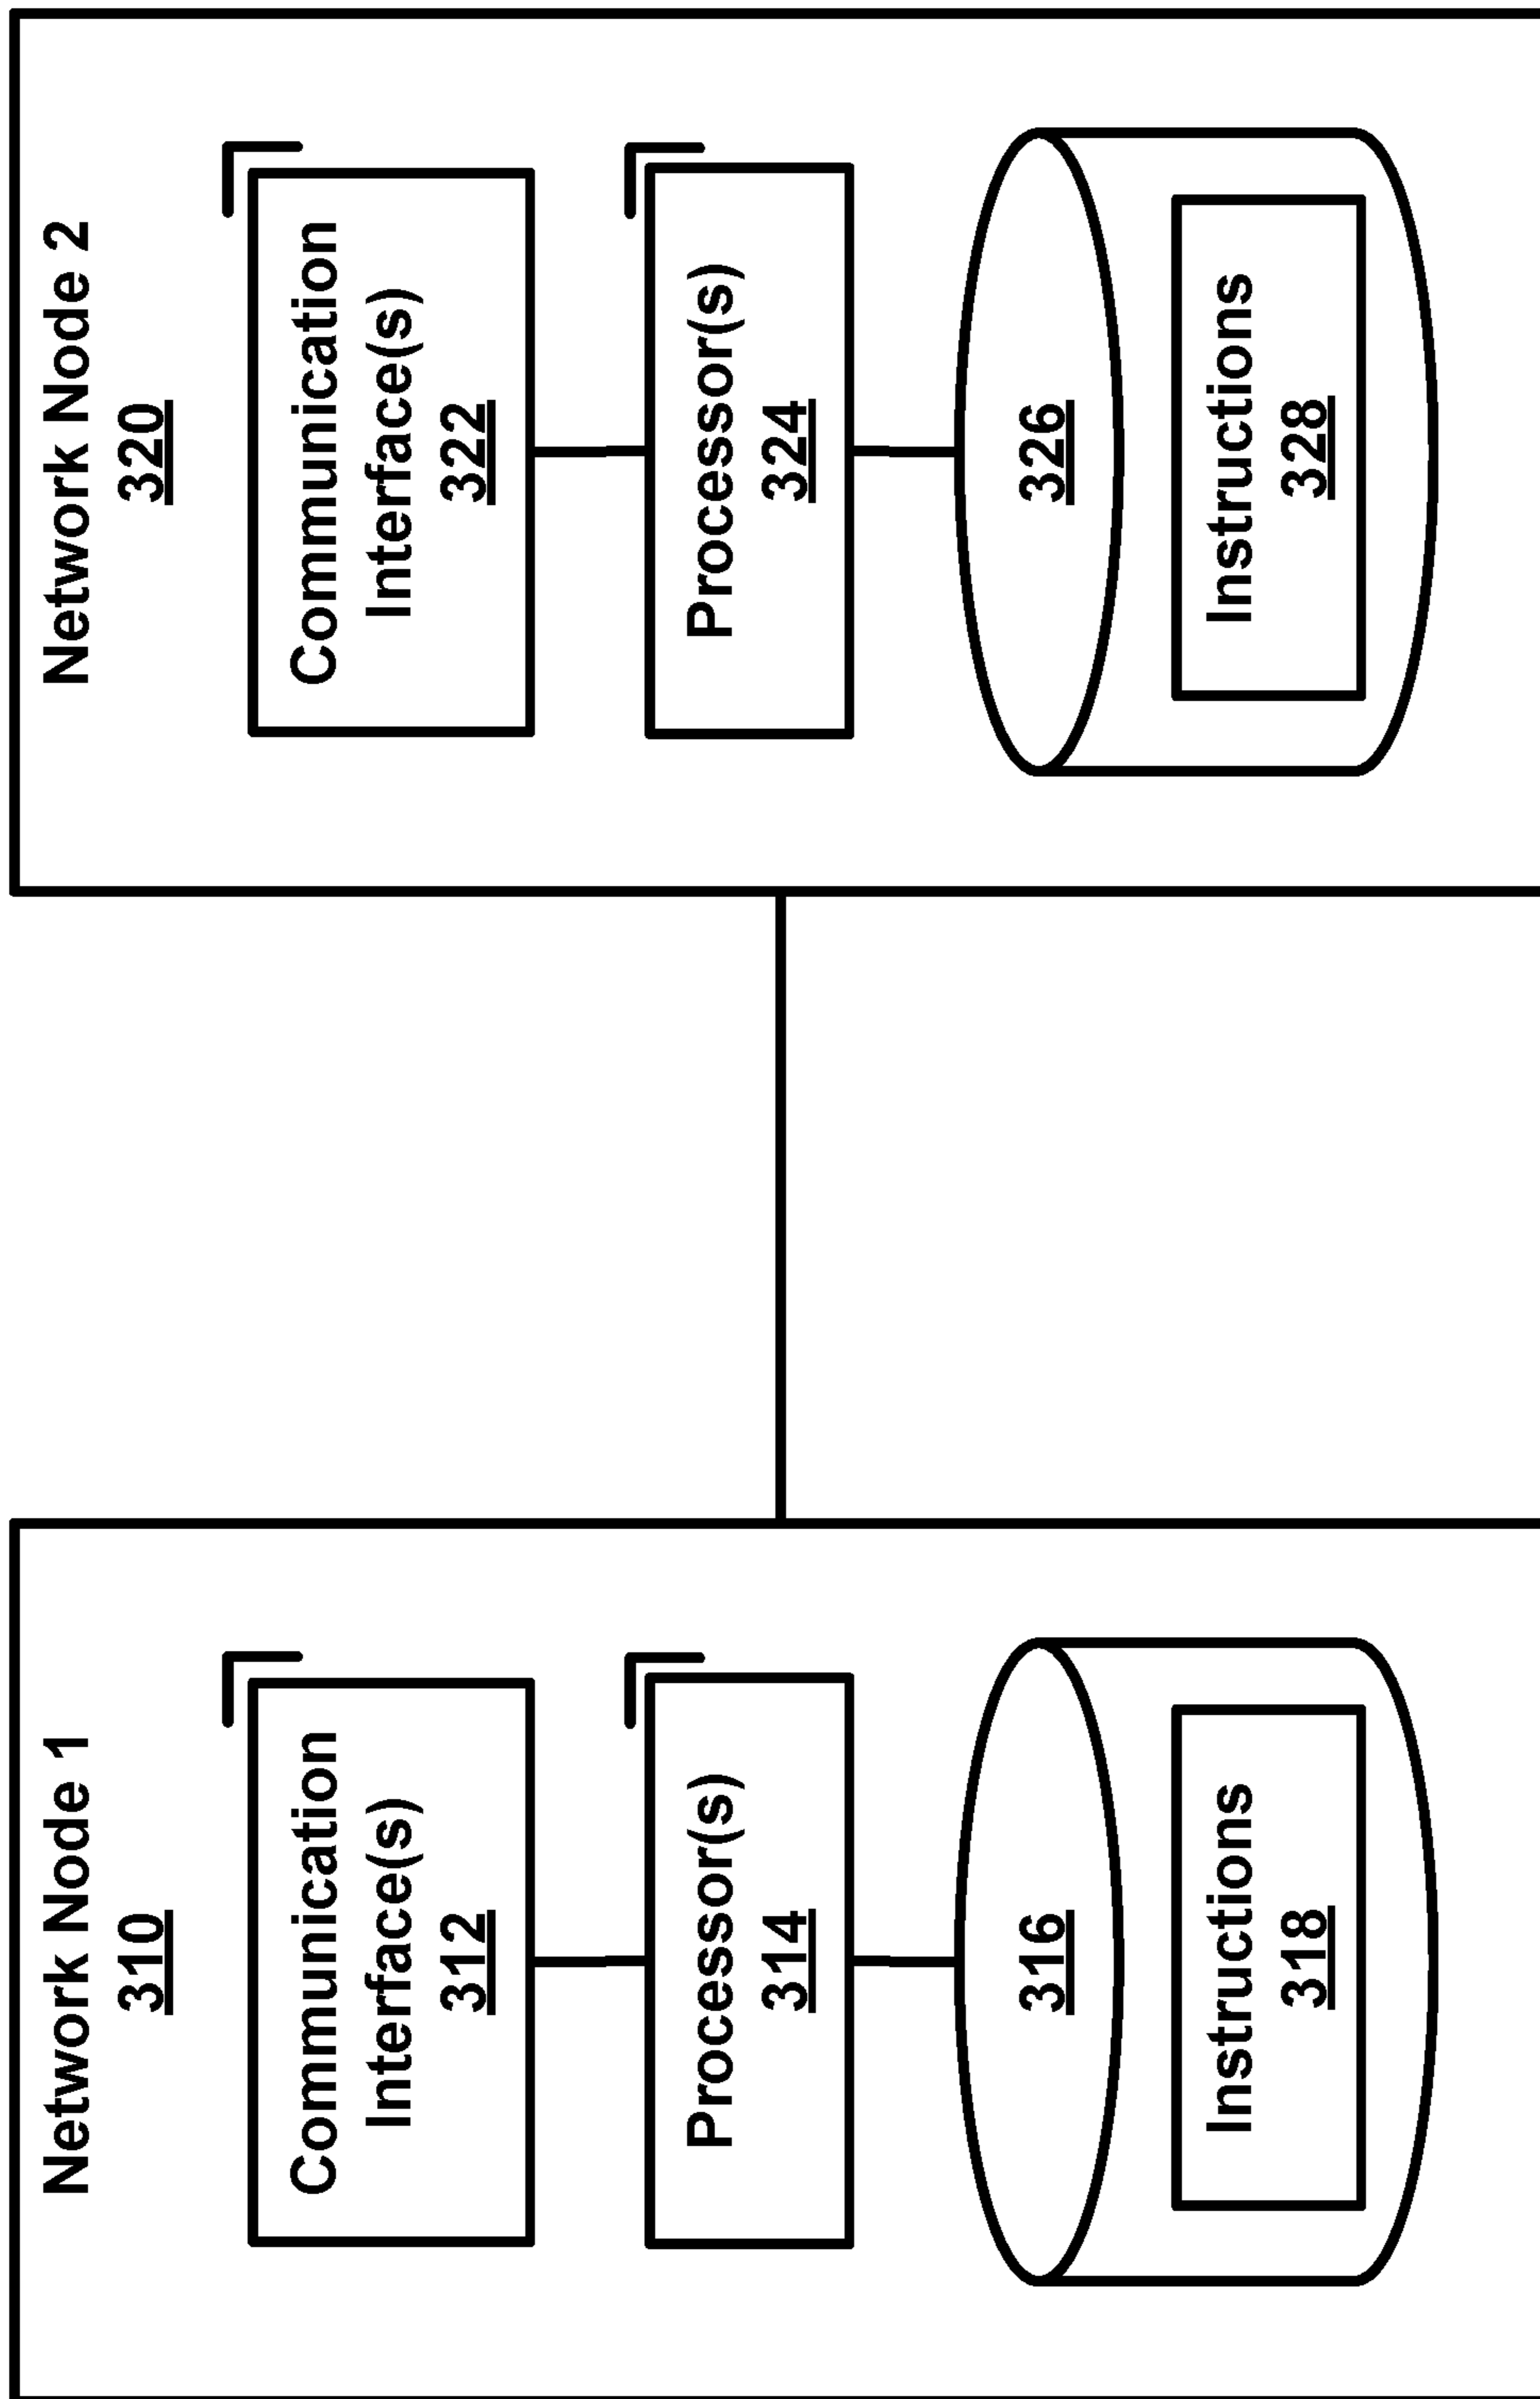 Network Node 1
310
Communication
Interface(s)
312
Processor(s)
314
316
Instructions
318
Network Node 2
320
Communication
Interface(s)
322
Processor(s)
324
326
Instructions
328